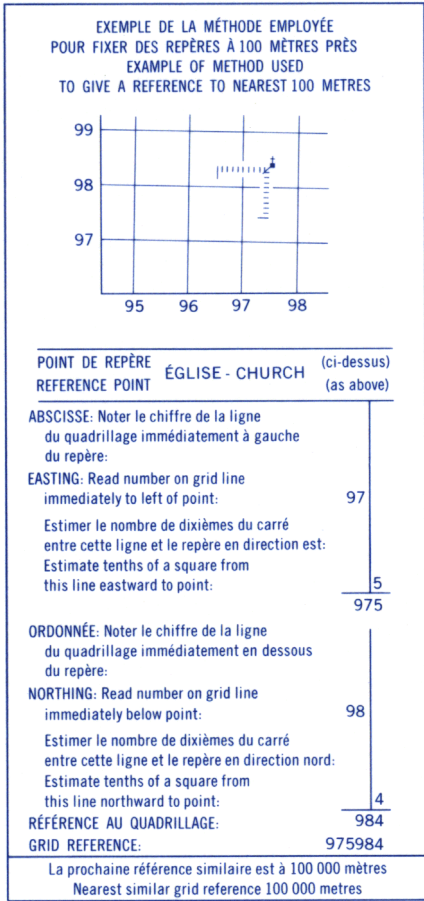 EXEMPLE DE LA MÉTHODE EMPLOYÉE
POUR FIXER DES REPÈRES À 100 MÈTRES PRÈS
EXAMPLE OF METHOD USED
TO GIVE A REFERENCE TO NEAREST 100 METRES
99
98
97
95 96 97 98
POINT DE REPÈRE ÉGLISE - CHURCH (ci-dessus)
REFERENCE POINT (as above)
ABSCISSE: Noter le chiffre de la ligne
du quadrillage immédiatement à gauche
du repère:
EASTING: Read number on grid line
immediately to left of point: 97
Estimer le nombre de dixièmes du carré
entre cette ligne et le repère en direction est:
Estimate tenths of a square from
this line eastward to point: 5
975
ORDONNÉE: Noter le chiffre de la ligne
du quadrillage immédiatement en dessous
du repère:
NORTHING: Read number on grid line
immediately below point: 98
Estimer le nombre de dixièmes du carré
entre cette ligne et le repère en direction nord:
Estimate tenths of a square from
this line northward to point: 4
RÉFÉRENCE AU QUADRILLAGE: 984
GRID REFERENCE: 975984
La prochaine référence similaire est à 100 000 mètres
Nearest similar grid reference 100 000 metres